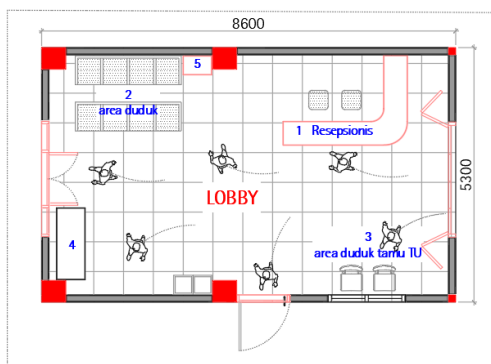 8600
5
2
area duduk
1 Resepsionis
5300
LOBBY
3
area duduk tamu TU
4